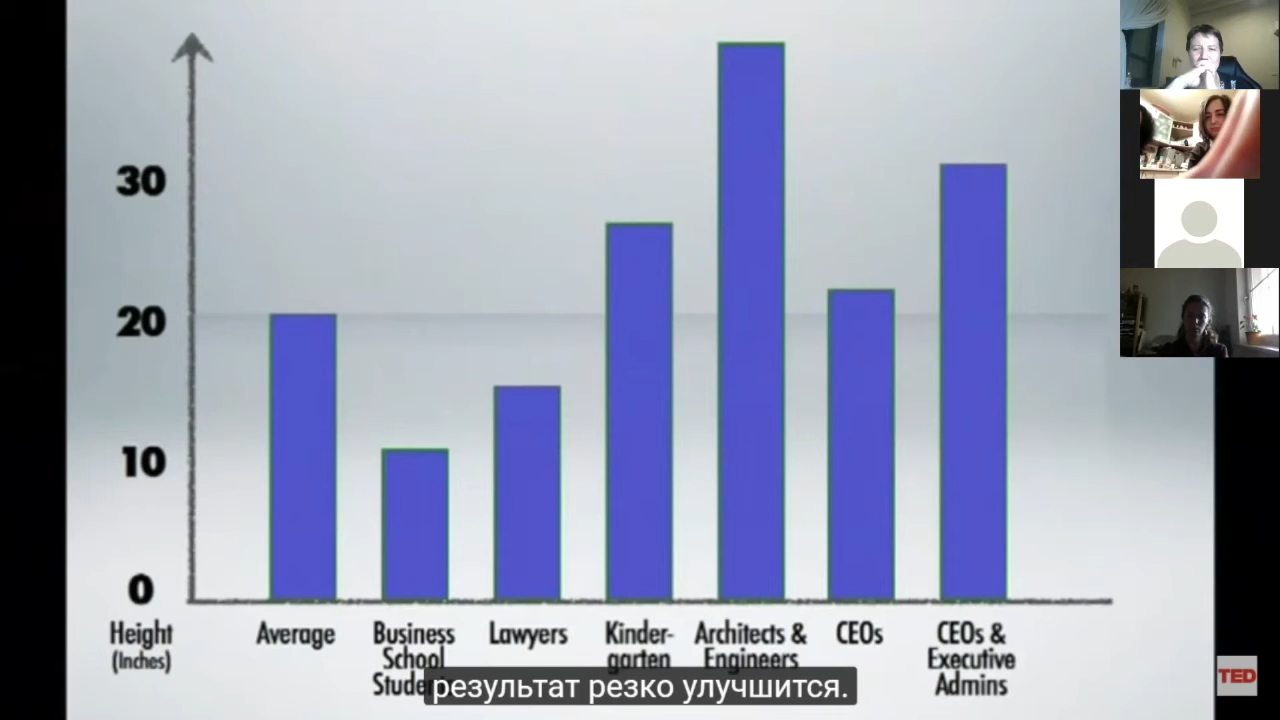 30
20
10
0
Height
(Inches)
Average
Business
School
Lawyers
Kinder-
garten
Architects &
Engineers
CEOs
CEOs &
Executive
Admins
результат резко улучшится.
TED